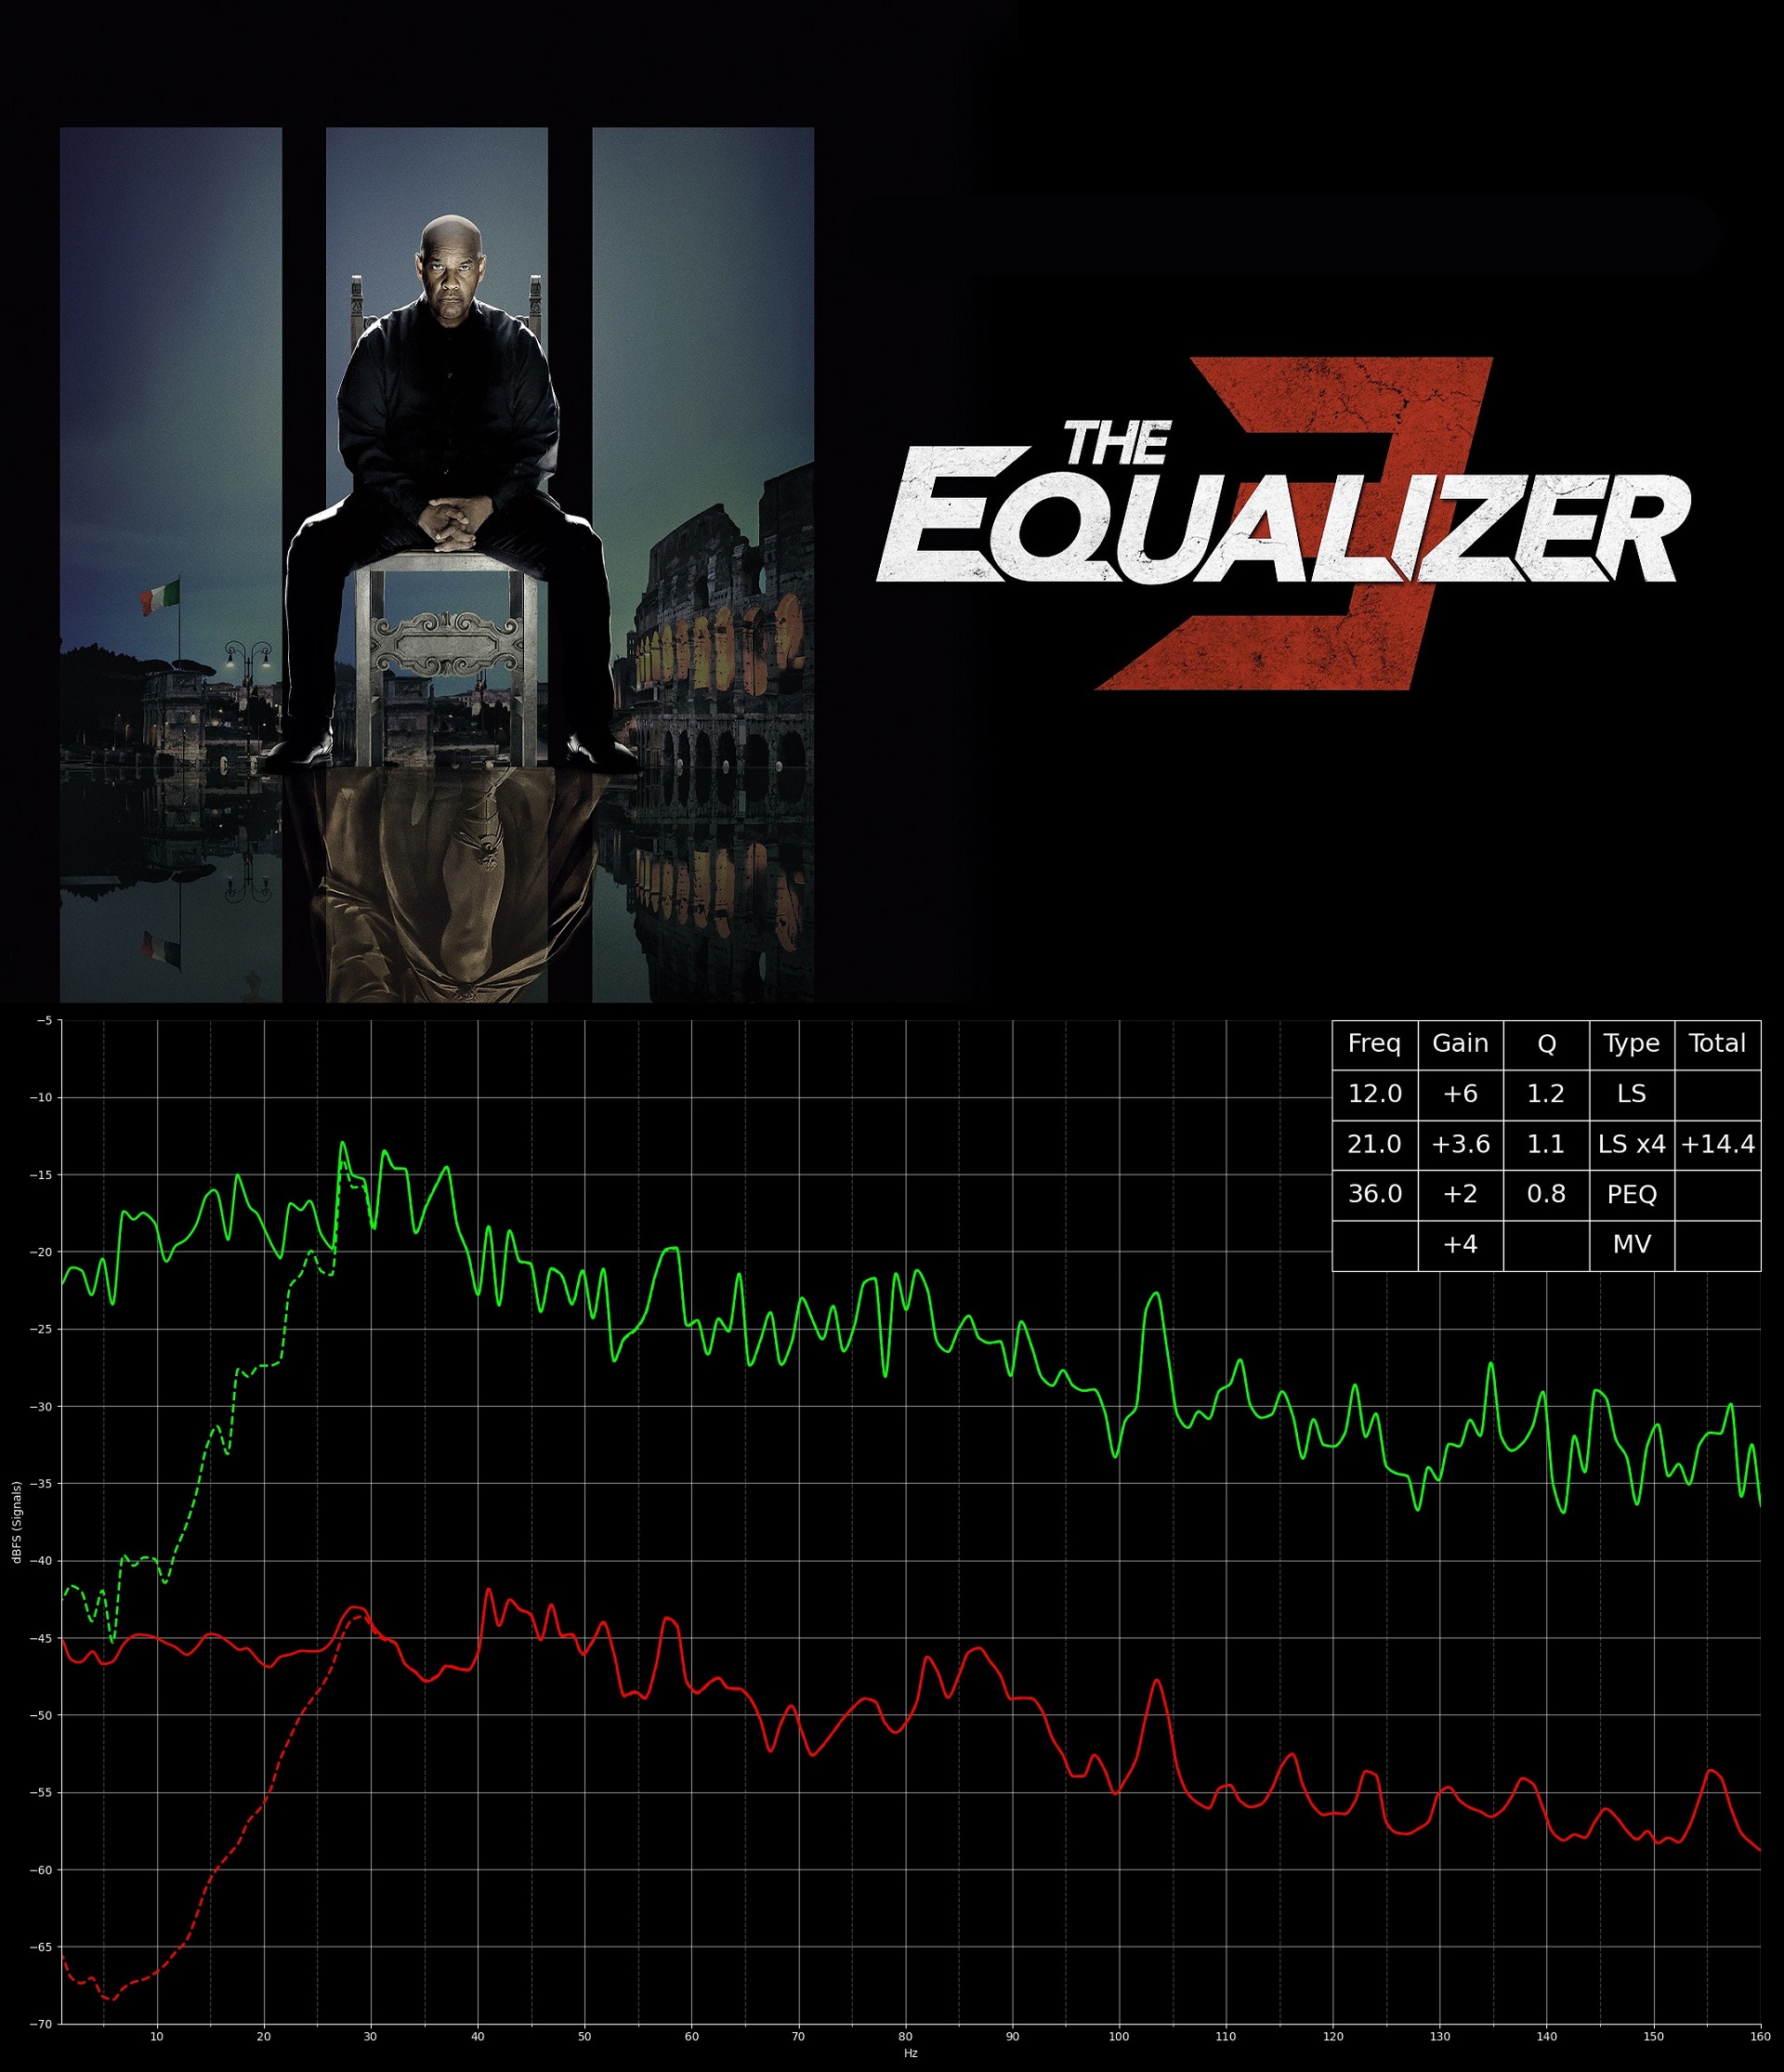 THE
EQUALIZER
3
Freq Gain Q Type Total
12.0 +6 1.2 LS
21.0 +3.6 1.1 LS x4 +14.4
36.0 +2 0.8 PEQ
+4 MV
−5
−10
−15
−20
−25
−30
−35
−40
−45
−50
−55
−60
−65
−70
dBFS (Signals)
10 20 30 40 50 60 70 80 90 100 110 120 130 140 150 160
Hz